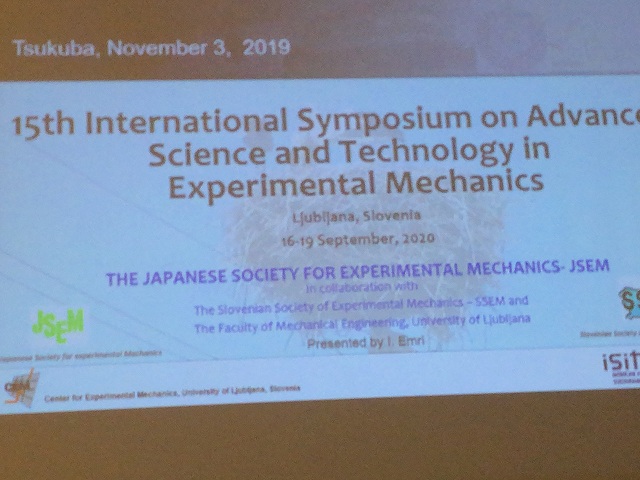 Tsukuba, November 3, 2019
15th International Symposium on Advance
Science and Technology in
Experimental Mechanics
Ljubljana, Slovenia
16-19 September, 2020
THE JAPANESE SOCIETY FOR EXPERIMENTAL MECHANICS- JSEM
in collaboration with
The Slovenian Society of Experimental Mechanics – SSEM and
The Faculty of Mechanical Engineering, University of Ljubljana
Presented by I. Emri
JSEM
Japanese Society for experimental Mechanics
SS
Slovenian Society
Center for Experimental Mechanics, University of Ljubljana, Slovenia